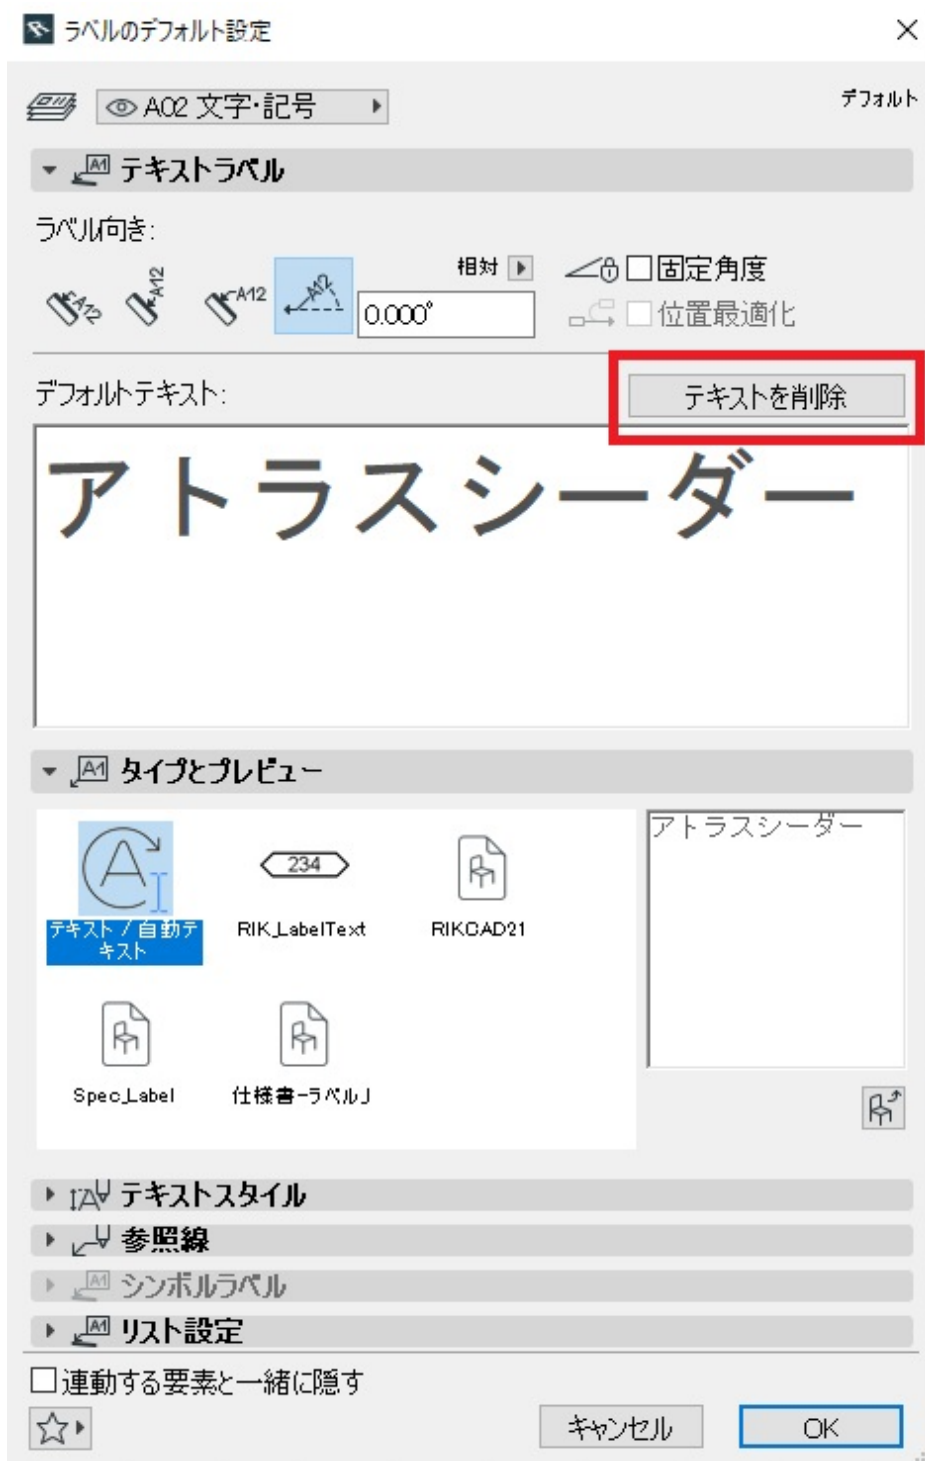 ラベルのデフォルト設定
A02 文字・記号
デフォルト
テキストラベル
ラベル向き:
相対
固定角度
A12 A12 A12 A12
0.000°
位置最適化
デフォルトテキスト:
テキストを削除
アトラスシーダー
タイプとプレビュー
アトラスシーダー
234
テキスト / 自動テ
キスト
RIK_LabelText
RIKCAD21
Spec_Label
仕様書-ラベルJ
テキストスタイル
参照線
シンボルラベル
リスト設定
連動する要素と一緒に隠す
キャンセル
OK